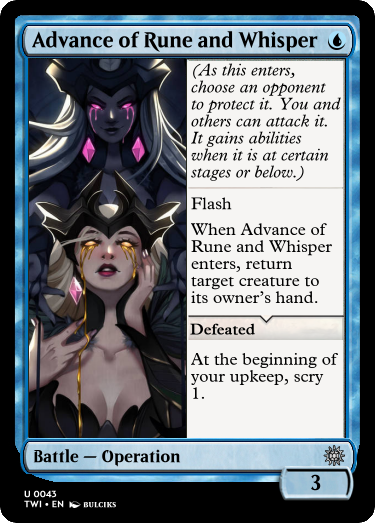 Advance of Rune and Whisper
(As this enters,
choose an opponent
to protect it. You and
others can attack it.
It gains abilities
when it is at certain
stages or below.)
Flash
When Advance of
Rune and Whisper
enters, return
target creature to
its owner's hand.
Defeated
At the beginning of
your upkeep, scry
1.
Battle — Operation
3
U 0043
TWI • EN BULCIKS